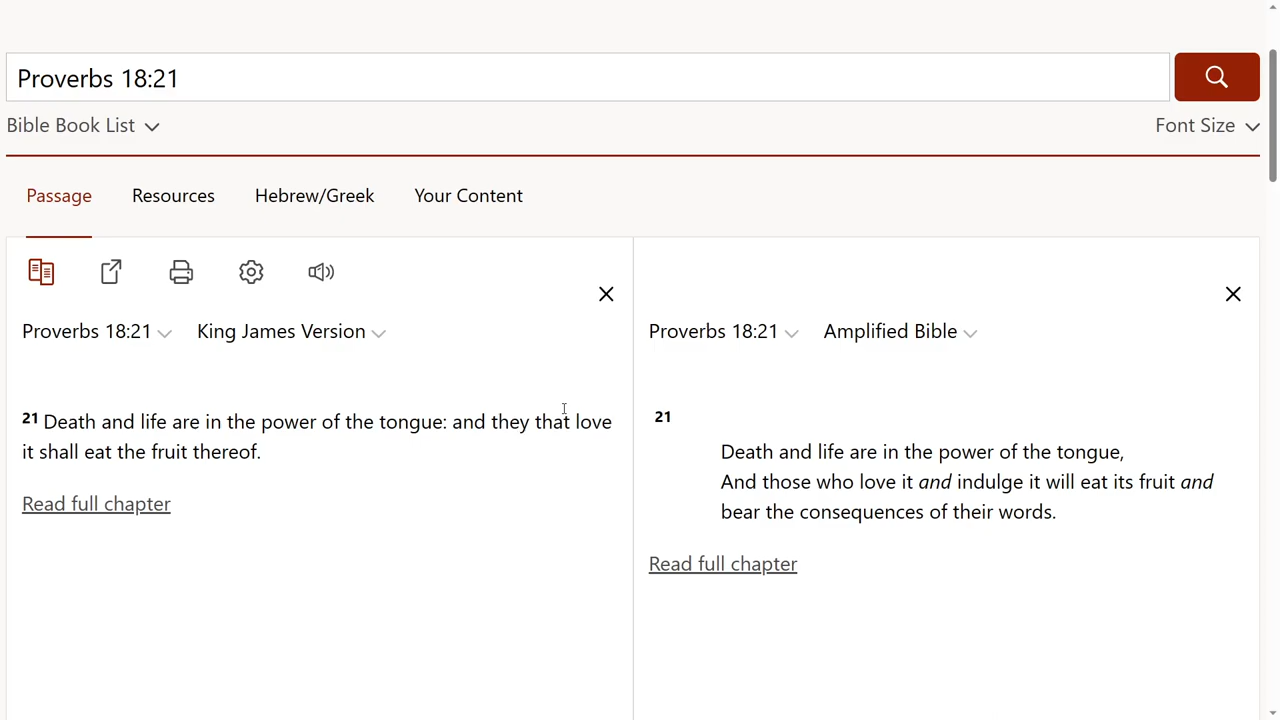 Proverbs 18:21
Bible Book List
Font Size
Passage
Resources
Hebrew/Greek
Your Content
Proverbs 18:21
King James Version
21 Death and life are in the power of the tongue: and they that love
it shall eat the fruit thereof.
Read full chapter
Proverbs 18:21
Amplified Bible
21
Death and life are in the power of the tongue,
And those who love it and indulge it will eat its fruit and
bear the consequences of their words.
Read full chapter